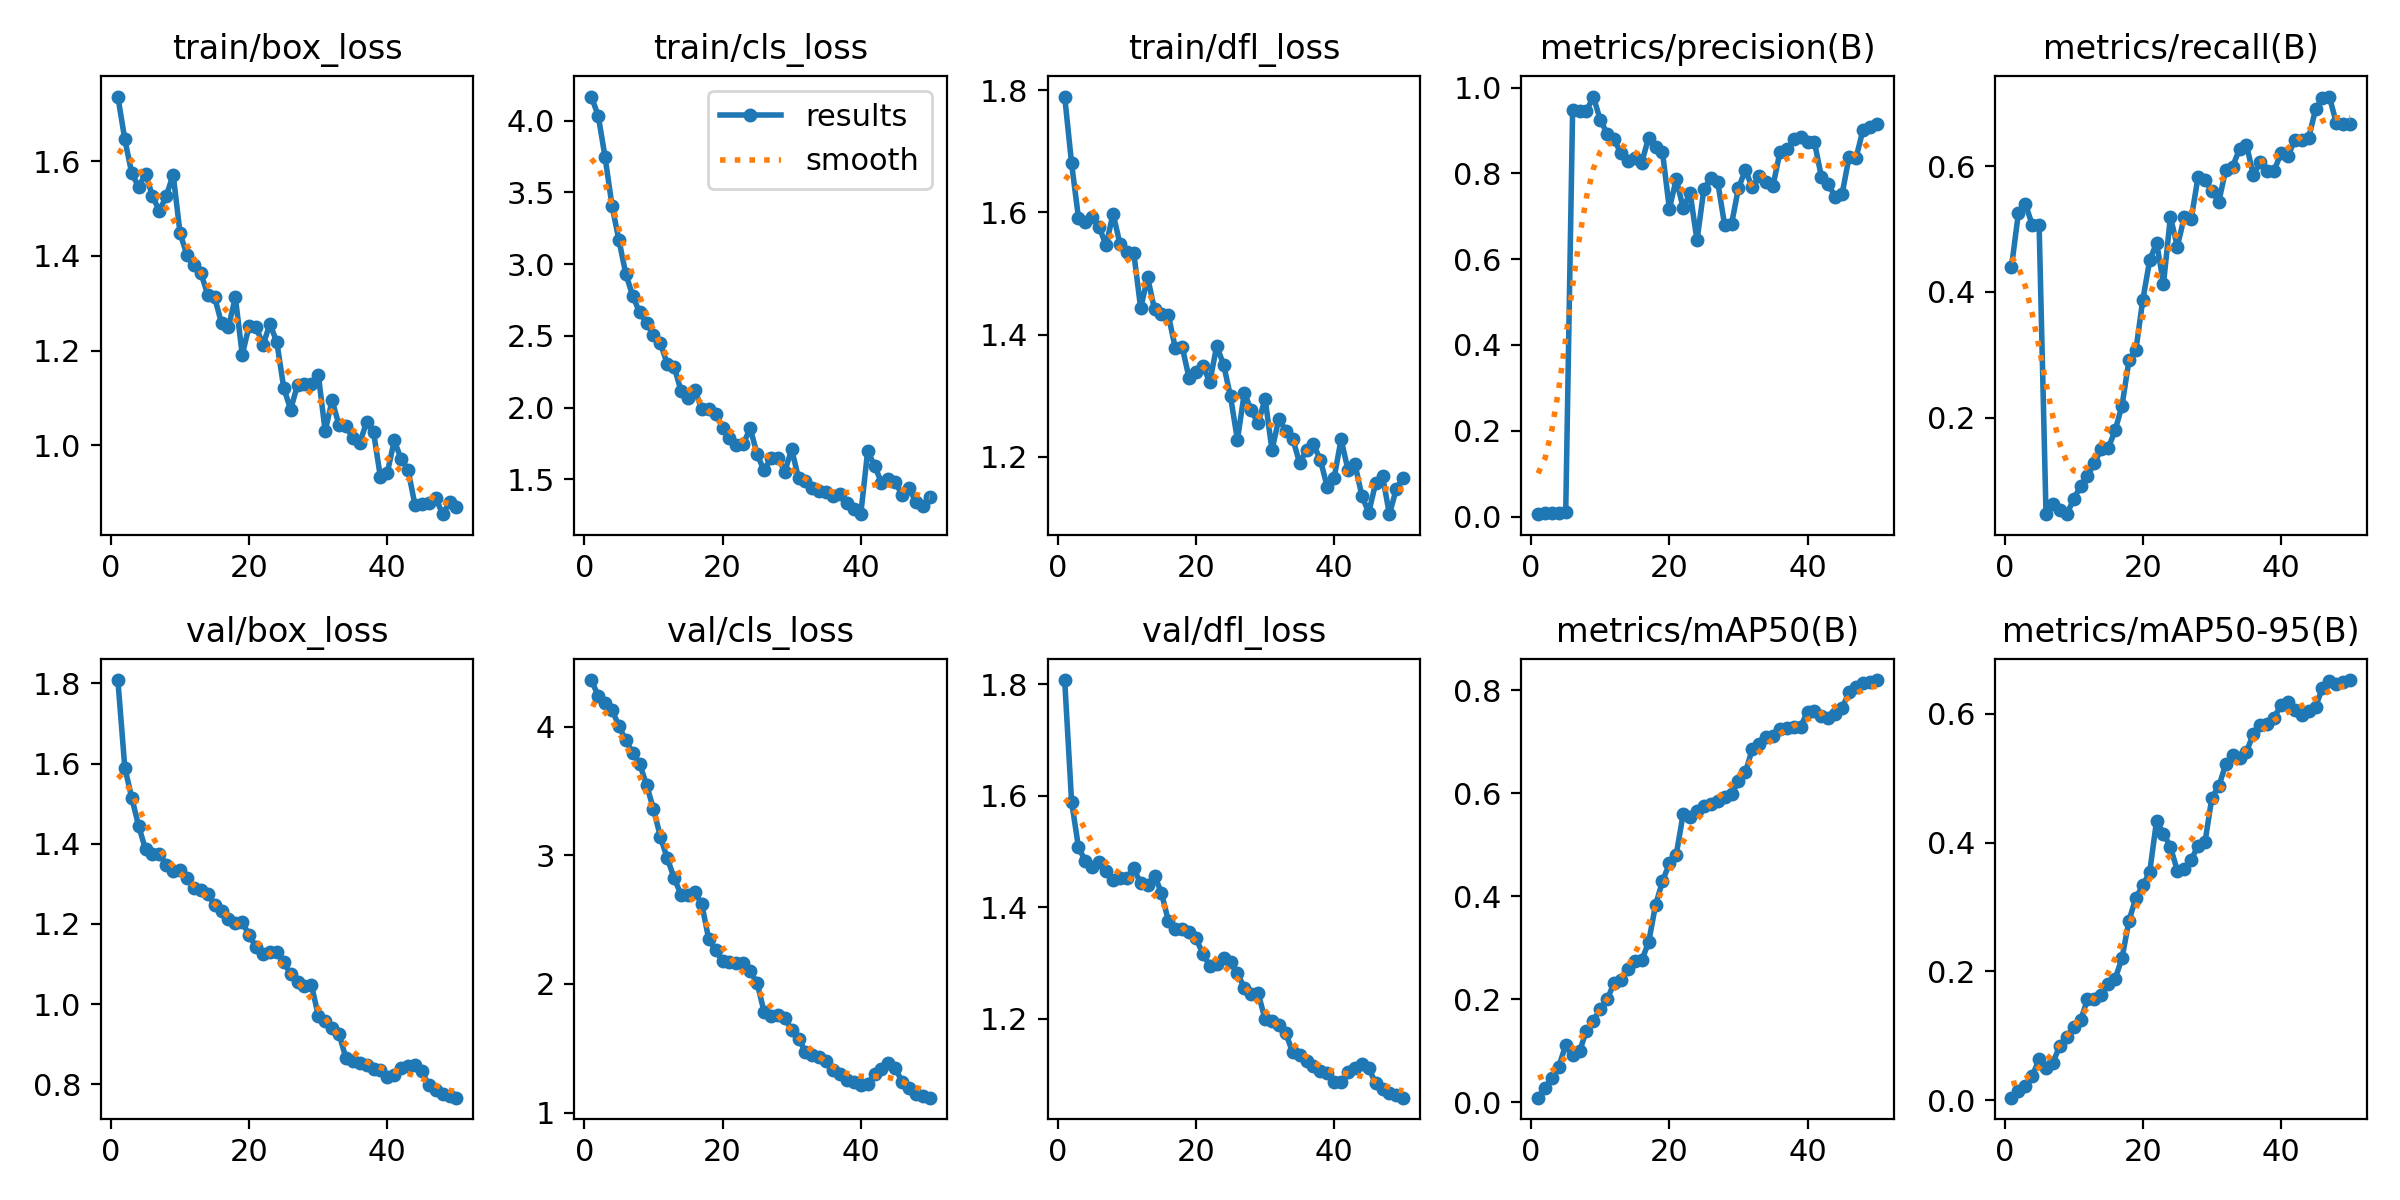 train/box_loss
1.6
1.4
1.2
1.0
0 20 40
train/cls_loss
results
smooth
4.0
3.5
3.0
2.5
2.0
1.5
0 20 40
train/dfl_loss
1.8
1.6
1.4
1.2
0 20 40
metrics/precision(B)
1.0
0.8
0.6
0.4
0.2
0.0
0 20 40
metrics/recall(B)
0.6
0.4
0.2
0 20 40
val/box_loss
1.8
1.6
1.4
1.2
1.0
0.8
0 20 40
val/cls_loss
4
3
2
1
0 20 40
val/dfl_loss
1.8
1.6
1.4
1.2
0 20 40
metrics/mAP50(B)
0.8
0.6
0.4
0.2
0.0
0 20 40
metrics/mAP50-95(B)
0.6
0.4
0.2
0.0
0 20 40